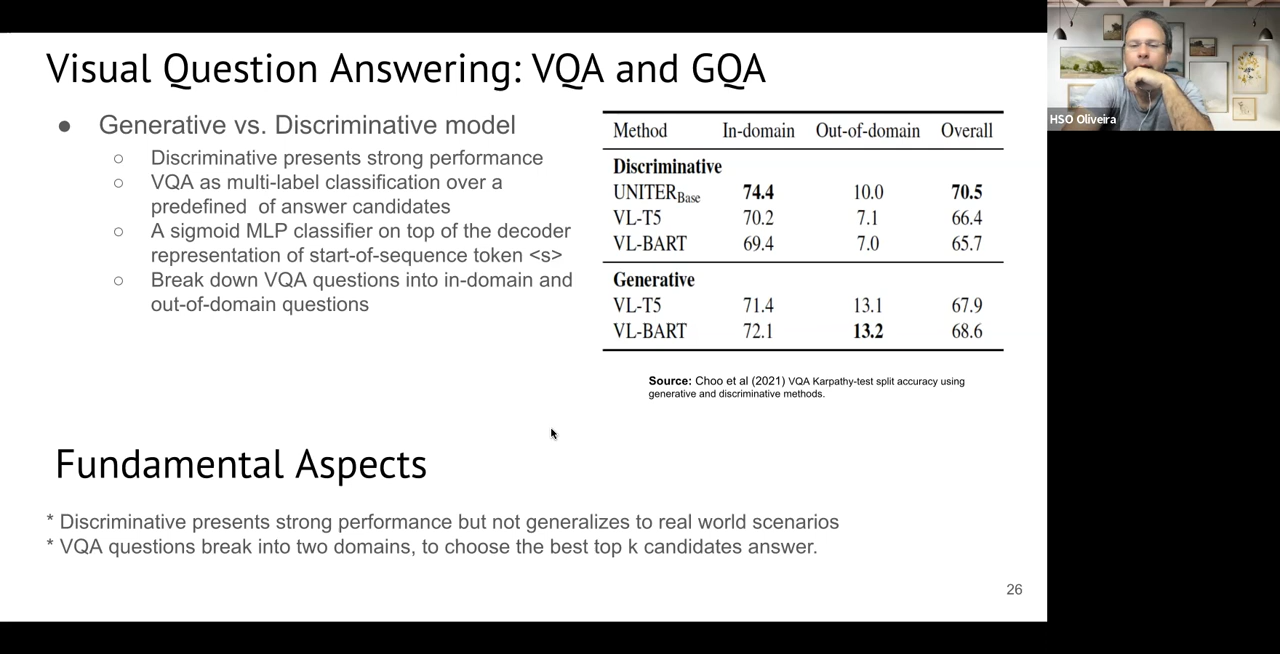 Visual Question Answering: VQA and GQA
● Generative vs. Discriminative model
○ Discriminative presents strong performance
○ VQA as multi-label classification over a
predefined of answer candidates
○ A sigmoid MLP classifier on top of the decoder
representation of start-of-sequence token <s>
○ Break down VQA questions into in-domain and
out-of-domain questions
Method In-domain Out-of-domain Overall
Discriminative
UNITERBase 74.4 10.0 70.5
VL-T5 70.2 7.1 66.4
VL-BART 69.4 7.0 65.7
Generative
VL-T5 71.4 13.1 67.9
VL-BART 72.1 13.2 68.6
Source: Choo et al (2021) VQA Karpathy-test split accuracy using
generative and discriminative methods.
Fundamental Aspects
* Discriminative presents strong performance but not generalizes to real world scenarios
* VQA questions break into two domains, to choose the best top k candidates answer.
26
HSO Oliveira